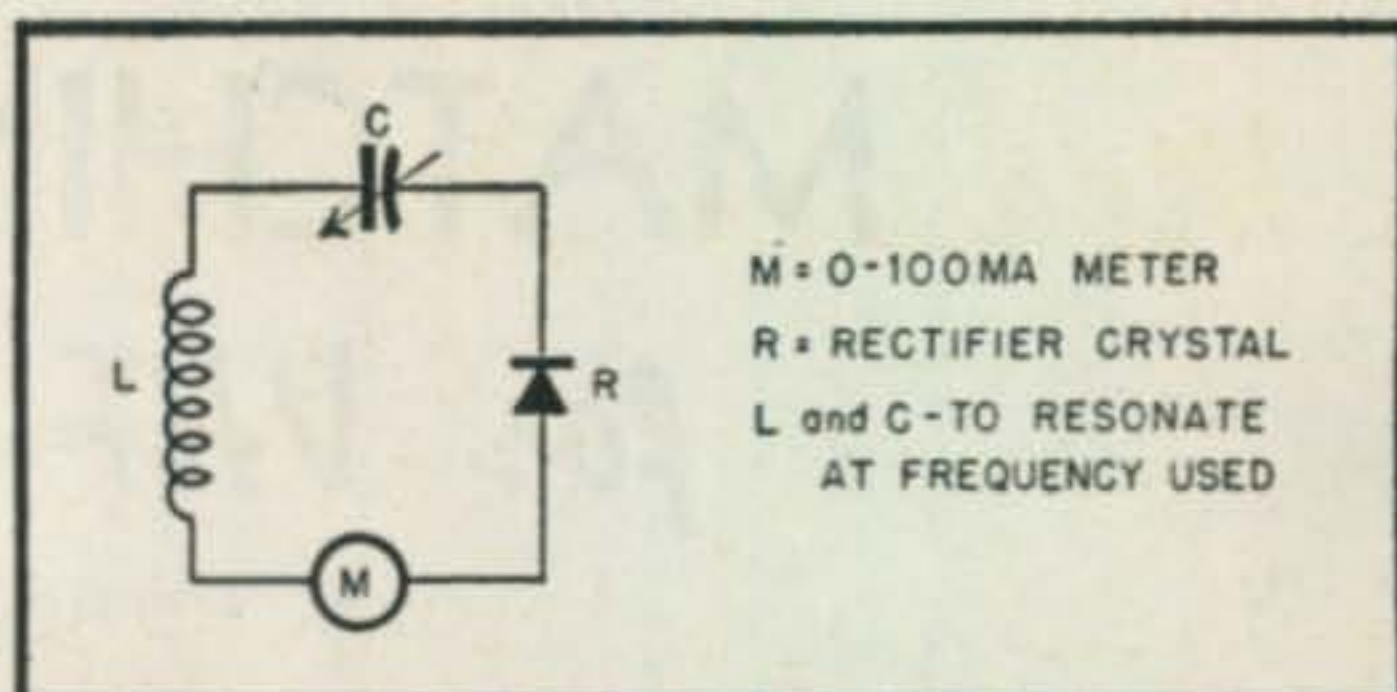 C
L
R
M
M = 0-100MA METER
R = RECTIFIER CRYSTAL
L and C - TO RESONATE
AT FREQUENCY USED